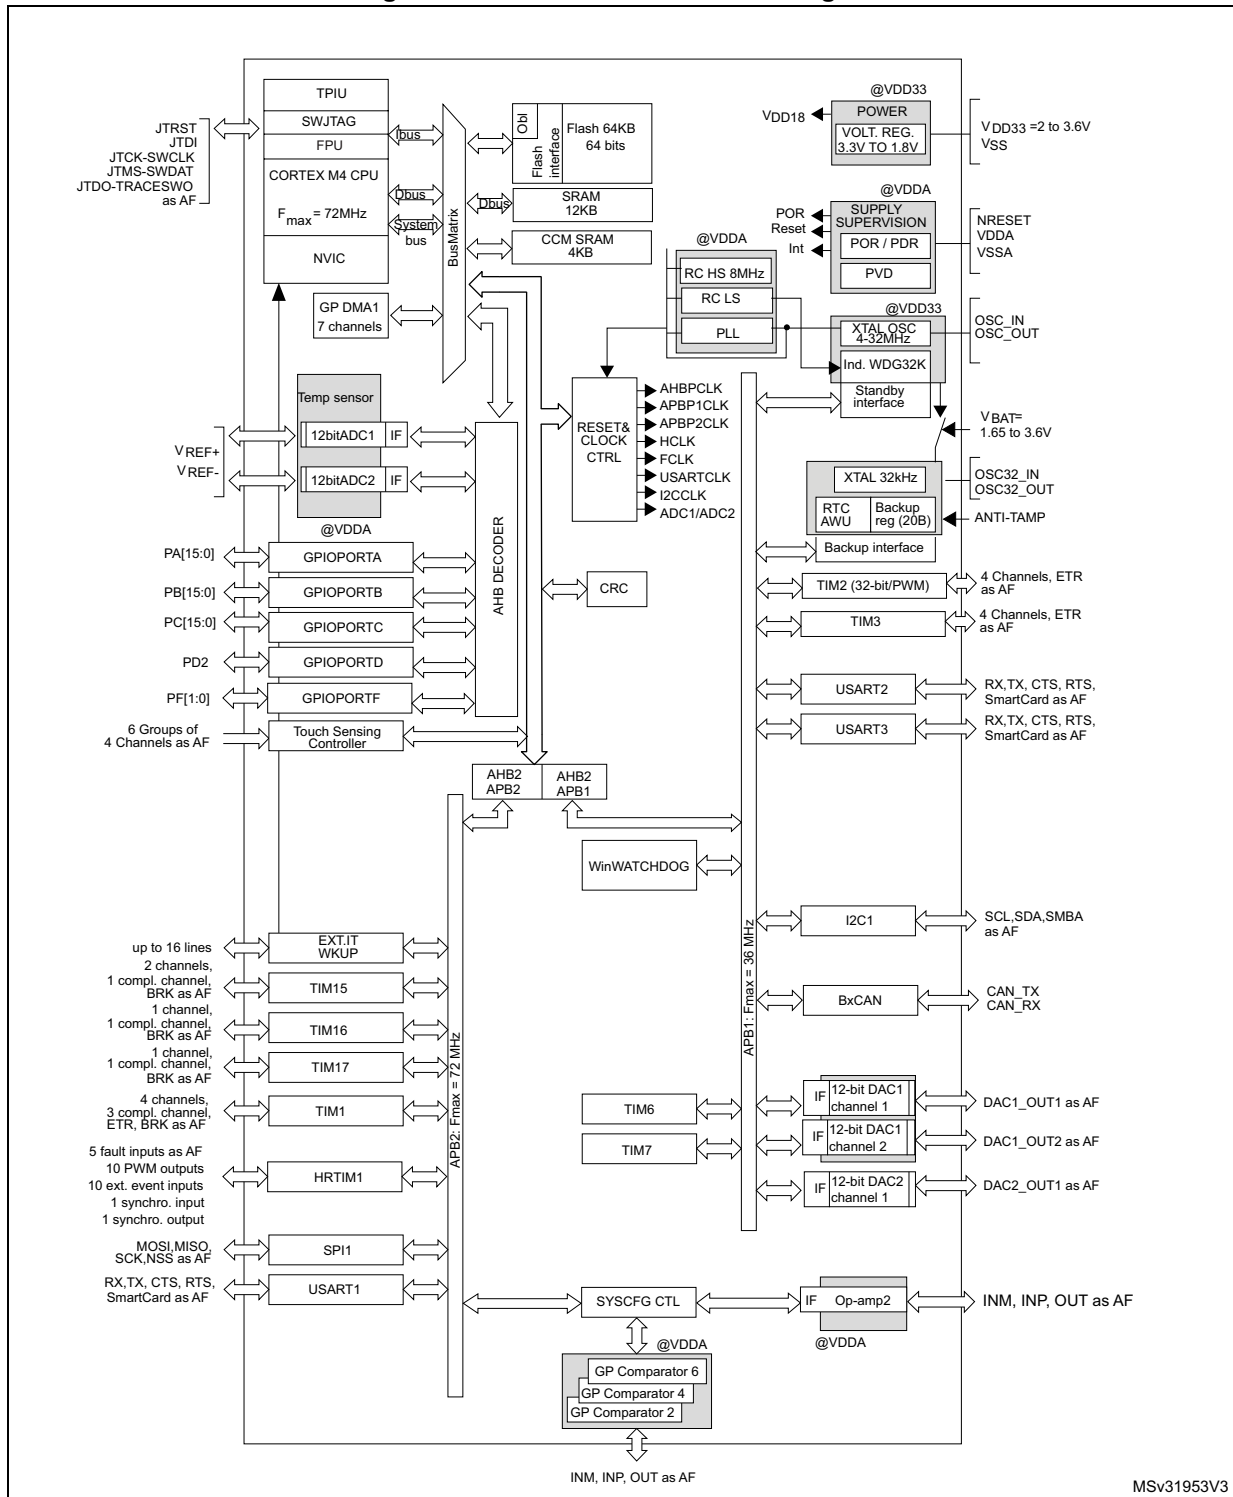 TPIU
SWJTAG
FPU
CORTEX M4 CPU
Fmax = 72MHz
NVIC
JTRST
JTDI
JTCK-SWCLK
JTMS-SWDAT
JTDO-TRACESWO
as AF
Ibus
Dbus
System
bus
BusMatrix
Obl
Flash
interface
Flash 64KB
64 bits
Dbus
SRAM
12KB
CCM SRAM
4KB
GP DMA1
7 channels
@VDD33
POWER
VOLT. REG.
3.3V TO 1.8V
VDD18
VDD33 =2 to 3.6V
VSS
@VDDA
SUPPLY
SUPERVISION
POR / PDR
PVD
POR
Reset
Int
NRESET
VDDA
VSSA
@VDDA
RC HS 8MHz
RC LS
PLL
@VDD33
XTAL OSC
4-32MHz
Ind. WDG32K
Standby
interface
OSC_IN
OSC_OUT
VBAT=
1.65 to 3.6V
XTAL 32kHz
RTC
AWU
Backup
reg (20B)
Backup interface
OSC32_IN
OSC32_OUT
ANTI-TAMP
RESET&
CLOCK
CTRL
AHBPCLK
APBP1CLK
APBP2CLK
HCLK
FCLK
USARTCLK
I2CCLK
ADC1/ADC2
Temp sensor
12bitADC1
IF
12bitADC2
IF
@VDDA
VREF+
VREF-
AHB DECODER
PA[15:0]
GPIOPORTA
PB[15:0]
GPIOPORTB
PC[15:0]
GPIOPORTC
PD2
GPIOPORTD
PF[1:0]
GPIOPORTF
6 Groups of
4 Channels as AF
Touch Sensing
Controller
CRC
TIM2 (32-bit/PWM)
4 Channels, ETR
as AF
TIM3
4 Channels, ETR
as AF
USART2
RX,TX, CTS, RTS,
SmartCard as AF
USART3
RX,TX, CTS, RTS,
SmartCard as AF
AHB2
APB2
AHB2
APB1
WinWATCHDOG
APB1: Fmax = 36 MHz
I2C1
SCL,SDA,SMBA
as AF
BxCAN
CAN_TX
CAN_RX
up to 16 lines
EXT.IT
WKUP
2 channels,
1 compl. channel,
BRK as AF
TIM15
1 channel,
1 compl. channel,
BRK as AF
TIM16
1 channel,
1 compl. channel,
BRK as AF
TIM17
4 channels,
3 compl. channel,
ETR, BRK as AF
TIM1
APB2: Fmax = 72 MHz
5 fault inputs as AF
10 PWM outputs
10 ext. event inputs
1 synchro. input
1 synchro. output
HRTIM1
MOSI,MISO,
SCK,NSS as AF
SPI1
RX,TX, CTS, RTS,
SmartCard as AF
USART1
TIM6
TIM7
IF
12-bit DAC1
channel 1
DAC1_OUT1 as AF
IF
12-bit DAC1
channel 2
DAC1_OUT2 as AF
IF
12-bit DAC2
channel 1
DAC2_OUT1 as AF
SYSCFG CTL
IF
Op-amp2
INM, INP, OUT as AF
@VDDA
@VDDA
GP Comparator 6
GP Comparator 4
GP Comparator 2
INM, INP, OUT as AF
MSv31953V3